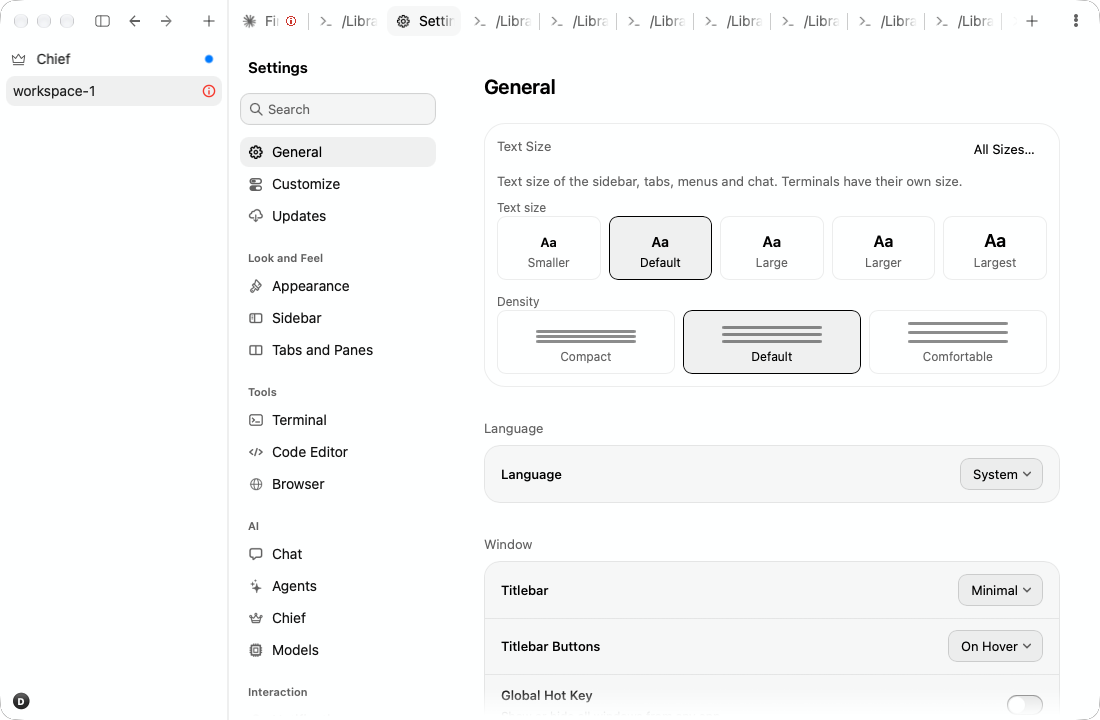 Fi
/Libra
Settin
/Libra
/Libra
/Libra
/Libra
/Libra
/Libra
/Libra
Chief
workspace-1
D
Settings
Search
General
Customize
Updates
Look and Feel
Appearance
Sidebar
Tabs and Panes
Tools
Terminal
Code Editor
Browser
AI
Chat
Agents
Chief
Models
Interaction
General
Text Size
All Sizes...
Text size of the sidebar, tabs, menus and chat. Terminals have their own size.
Text size
Aa Aa Aa Aa Aa
Smaller Default Large Larger Largest
Density
Compact Default Comfortable
Language
Language System
Window
Titlebar Minimal
Titlebar Buttons On Hover
Global Hot Key